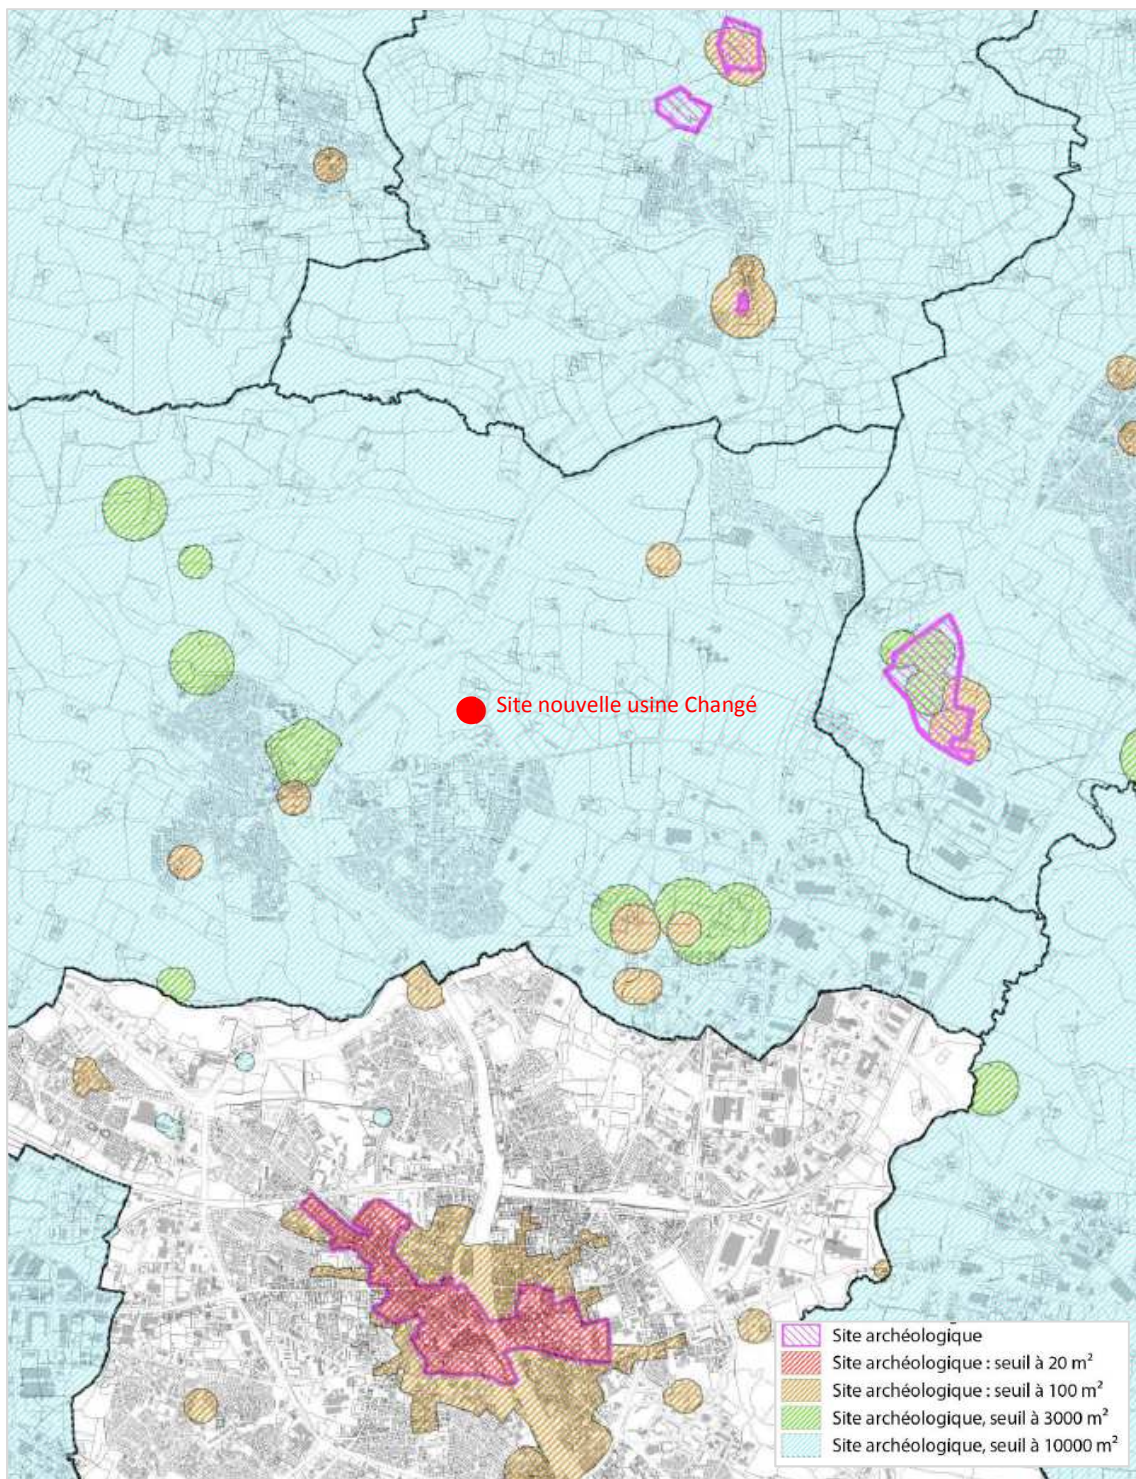 Site nouvelle usine Changé
Site archéologique
Site archéologique : seuil à 20 m²
Site archéologique : seuil à 100 m²
Site archéologique, seuil à 3000 m²
Site archéologique, seuil à 10000 m²